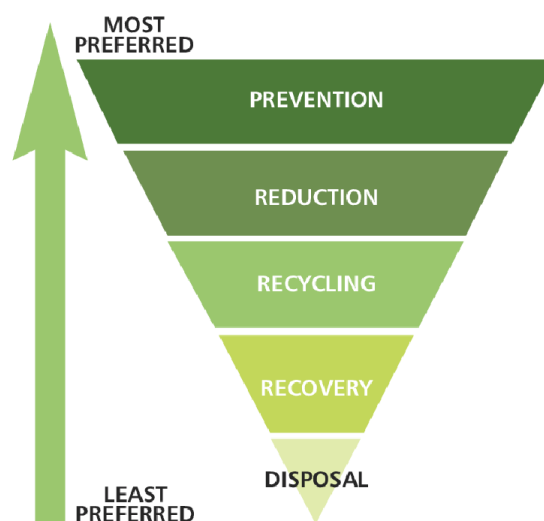 MOST
PREFERRED
PREVENTION
REDUCTION
RECYCLING
RECOVERY
DISPOSAL
LEAST
PREFERRED